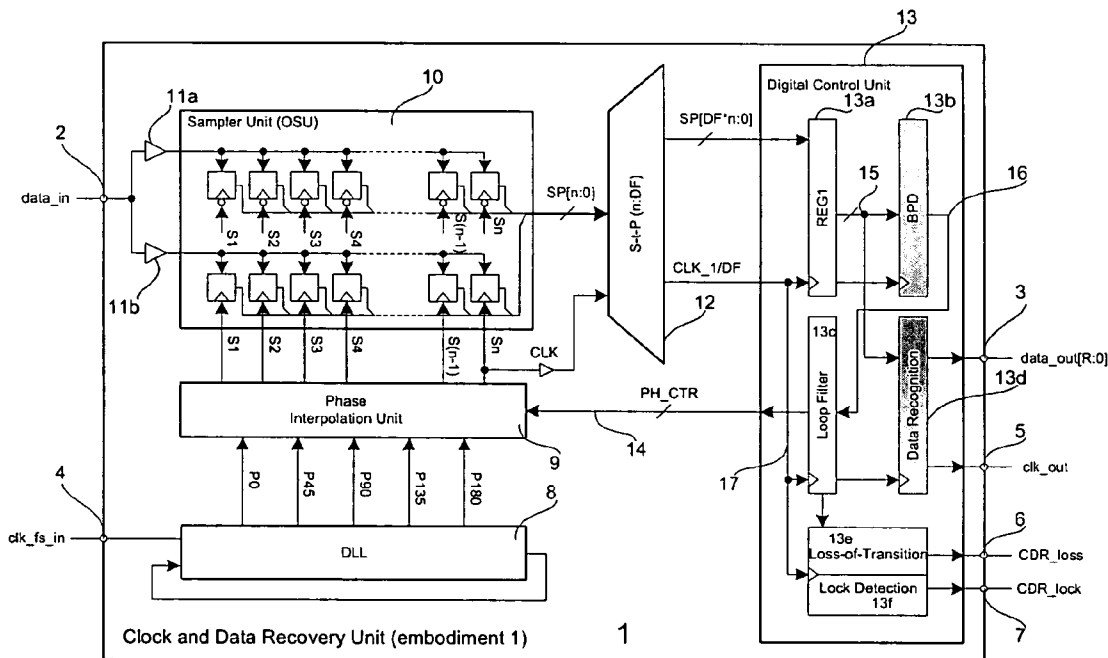 13
Digital Control Unit
10
11a
Sampler Unit (OSU)
13a
13b
SP[DF*n:0]
2
data_in
SP[n:0]
S-t-P (n:DF)
REG1
15
BPD
16
S1
S2
S3
S4
S(n-1)
Sn
11b
CLK_1/DF
12
3
S1
S2
S3
S4
S(n-1)
Sn
CLK
13c
Loop Filter
Data Recognition
data_out[R:0]
13d
Phase
Interpolation Unit
PH_CTR
14
9
17
5
clk_out
4
P0
P45
P90
P135
P180
8
clk_fs_in
DLL
6
13e
Loss-of-Transition
CDR_loss
Lock Detection
13f
CDR_lock
7
Clock and Data Recovery Unit (embodiment 1)
1